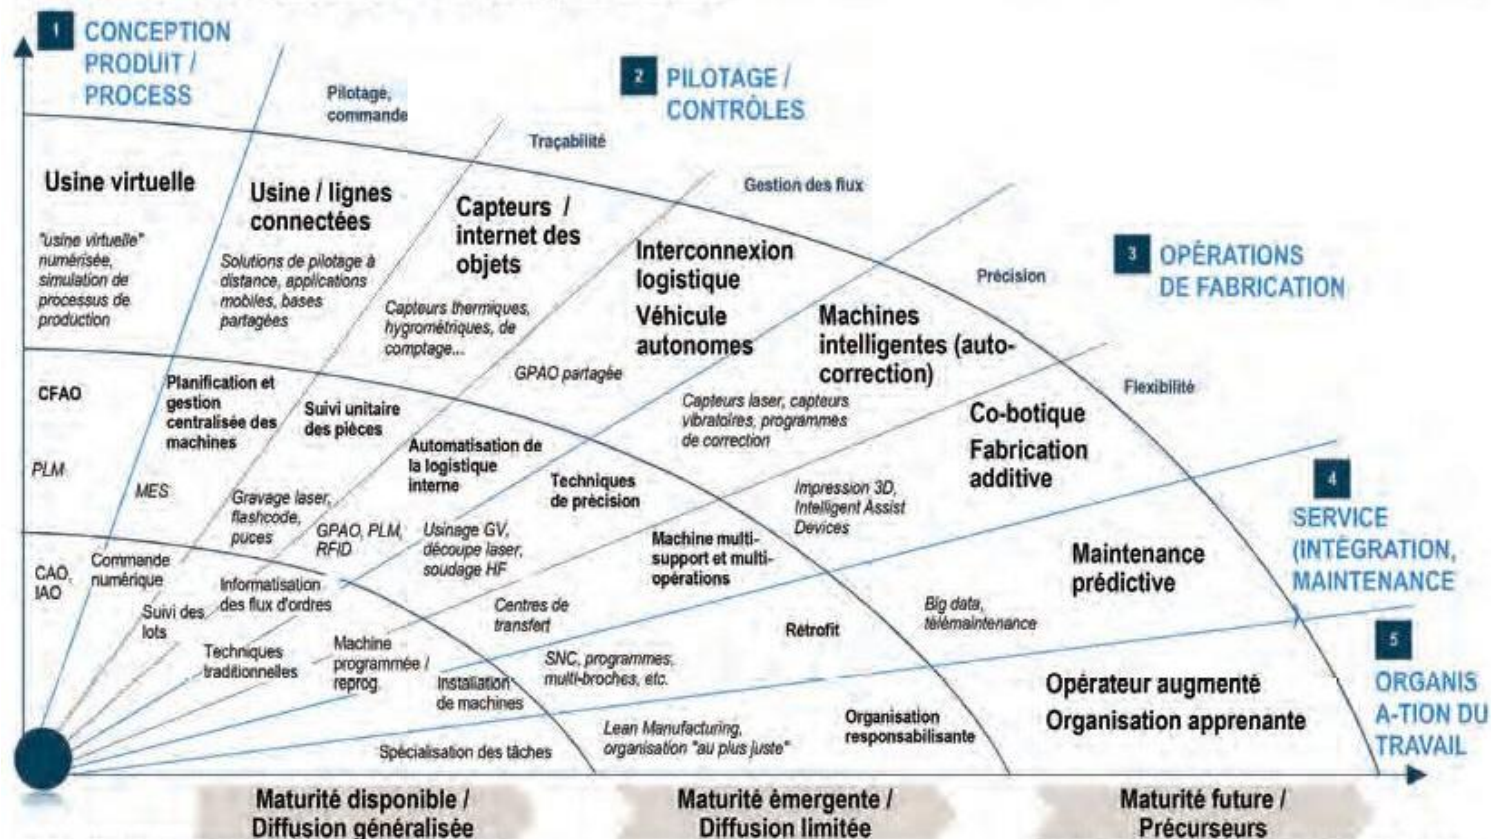 1
CONCEPTION
PRODUIT /
PROCESS
Pilotage,
commande
2
PILOTAGE /
CONTRÔLES
Traçabilité
Gestion des flux
Précision
3
OPÉRATIONS
DE FABRICATION
Flexibilité
4
SERVICE
(INTÉGRATION,
MAINTENANCE
5
ORGANIS
A-TION DU
TRAVAIL
Usine virtuelle
"usine virtuelle"
numérisée,
simulation de
processus de
production
Usine / lignes
connectées
Solutions de pilotage à
distance, applications
mobiles, bases
partagées
Capteurs /
internet des
objets
Capteurs thermiques,
hygrométriques, de
comptage...
Interconnexion
logistique
Véhicule
autonomes
GPAO partagée
Machines
intelligentes (auto-
correction)
Capteurs laser, capteurs
vibratoires, programmes
de correction
Co-botique
Fabrication
additive
Impression 3D,
Intelligent Assist
Devices
Maintenance
prédictive
Big data,
télémaintenance
Opérateur augmenté
Organisation apprenante
CFAO
PLM
Planification et
gestion
centralisée des
machines
MES
Suivi unitaire
des pièces
Gravage laser,
flashcode,
puces
Automatisation de
la logistique
interne
GPAO, PLM,
RFID
Techniques
de précision
Usinage GV,
découpe laser,
soudage HF
Machine multi-
support et multi-
opérations
Centres de
transfert
Rétrofit
SNC, programmes,
multi-broches, etc.
Organisation
responsabilisante
Lean Manufacturing,
organisation "au plus juste"
CAO,
IAO
Commande
numérique
Suivi des
lots
Informatisation
des flux d'ordres
Techniques
traditionnelles
Machine
programmée /
reprog.
Installation
de machines
Spécialisation des tâches
Maturité disponible /
Diffusion généralisée
Maturité émergente /
Diffusion limitée
Maturité future /
Précurseurs